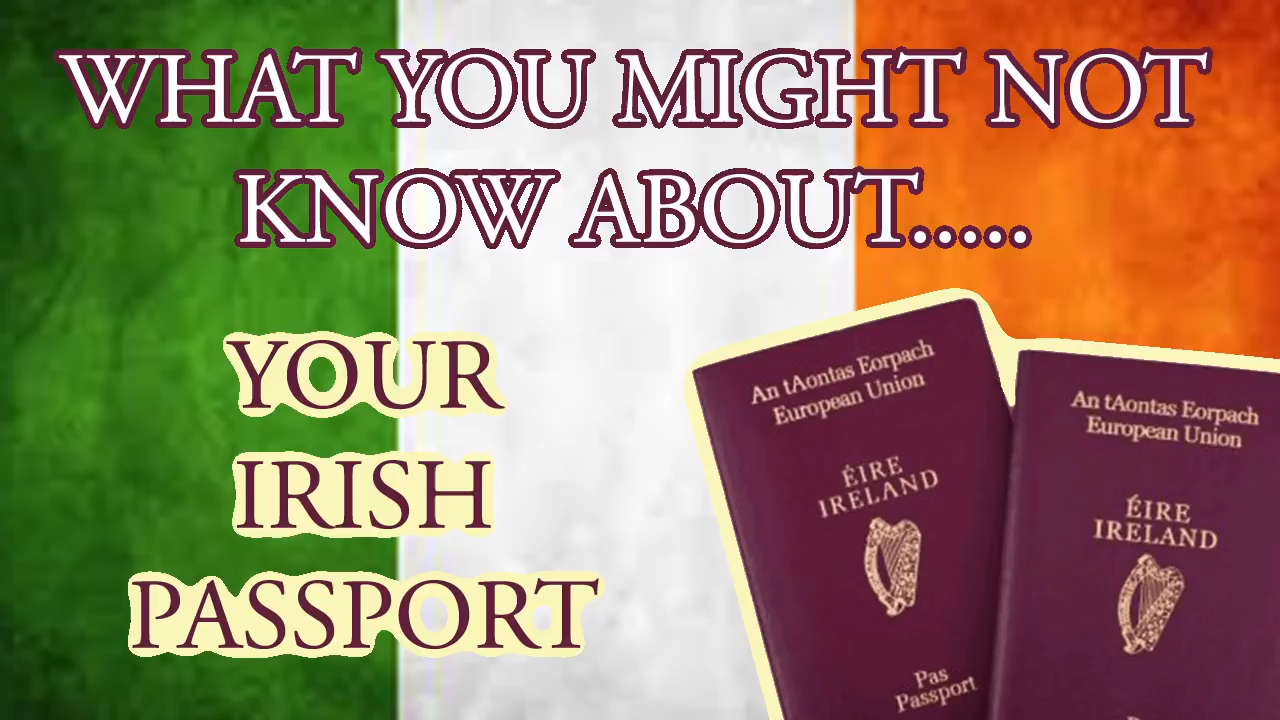 WHAT YOU MIGHT NOT
KNOW ABOUT.....
YOUR
IRISH
PASSPORT
An tAontas Eorpach
European Union
ÉIRE
IRELAND
Pas
Passport
An tAontas Eorpach
European Union
ÉIRE
IRELAND